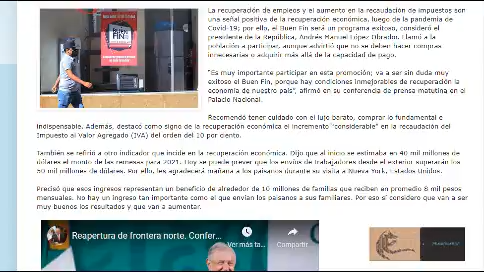 La recuperación de empleos y el aumento en la recaudación de impuestos son
una señal positiva de la recuperación económica, luego de la pandemia de
Covid-19; por ello, el Buen Fin será un programa exitoso, consideró el
presidente de la República, Andrés Manuel López Obrador. Llamó a la
población a participar, aunque advirtió que no se deben hacer compras
innecesarias o adquirir más allá de la capacidad de pago.
"Es muy importante participar en esta promoción; va a ser sin duda muy
exitoso el Buen Fin, porque hay condiciones inmejorables de recuperación la
economía de nuestro país", afirmó en su conferencia de prensa matutina en el
Palacio Nacional.
Recomendó tener cuidado con el lujo barato, comprar lo fundamental e
indispensable. Además, destacó como signo de la recuperación económica el incremento "considerable" en la recaudación del
Impuesto al Valor Agregado (IVA) del orden del 10 por ciento.
También se refirió a otro indicador que incide en la recuperación económica. Dijo que al inicio se estimaba en 40 mil millones de
dólares el monto de las remesas para 2021. Hoy se puede prever que los envíos de trabajadores desde el exterior superarán los
50 mil millones de dólares. Por ello, les agradecerá mañana a los paisanos durante su visita a Nueva York, Estados Unidos.
Precisó que esos ingresos representan un beneficio de alrededor de 10 millones de familias que reciben en promedio 8 mil pesos
mensuales. No hay un ingreso tan importante como el que envían los paisanos a sus familiares. Por eso sí considero que van a ser
muy buenos los resultados y que van a aumentar.
Reapertura de frontera norte. Confer...
Ver más ta...
Compartir